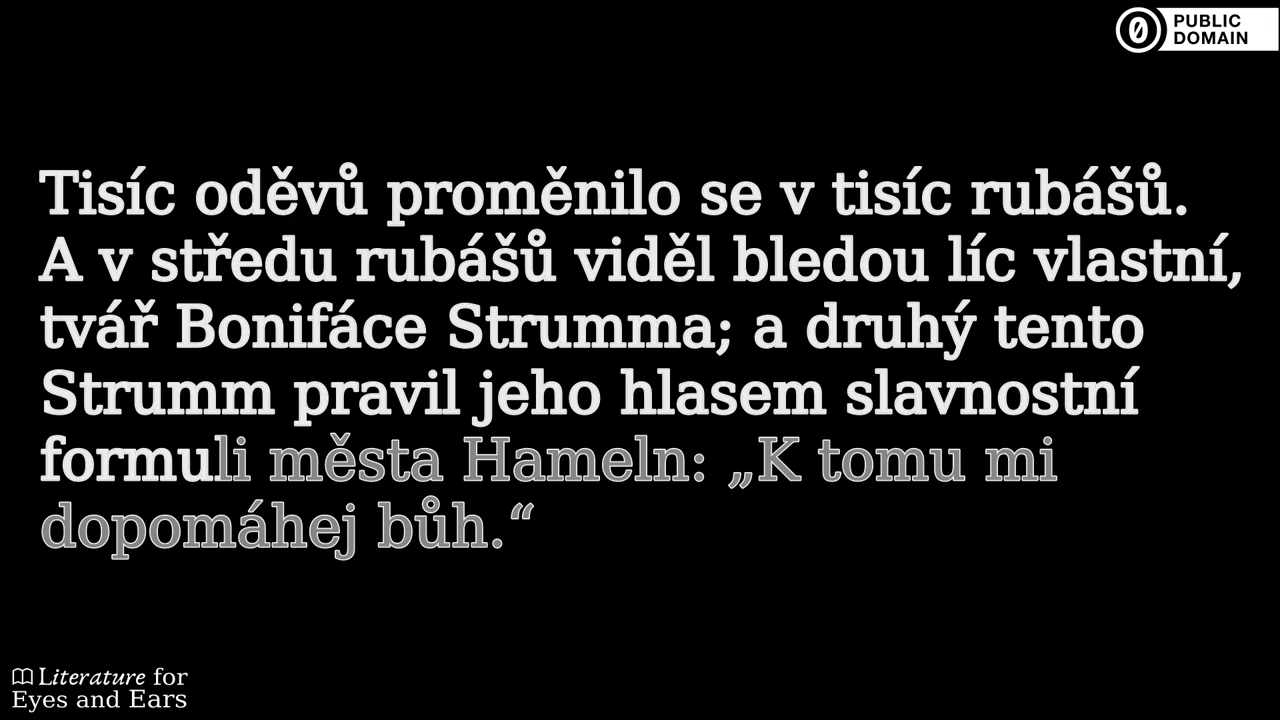 PUBLIC
DOMAIN
Tisíc oděvů proměnilo se v tisíc rubášů.
A v středu rubášů viděl bledou líc vlastní,
tvář Bonifáce Strumma; a druhý tento
Strumm pravil jeho hlasem slavnostní
formuli města Hameln: „K tomu mi
dopomáhej bůh.“
Literature for
Eyes and Ears